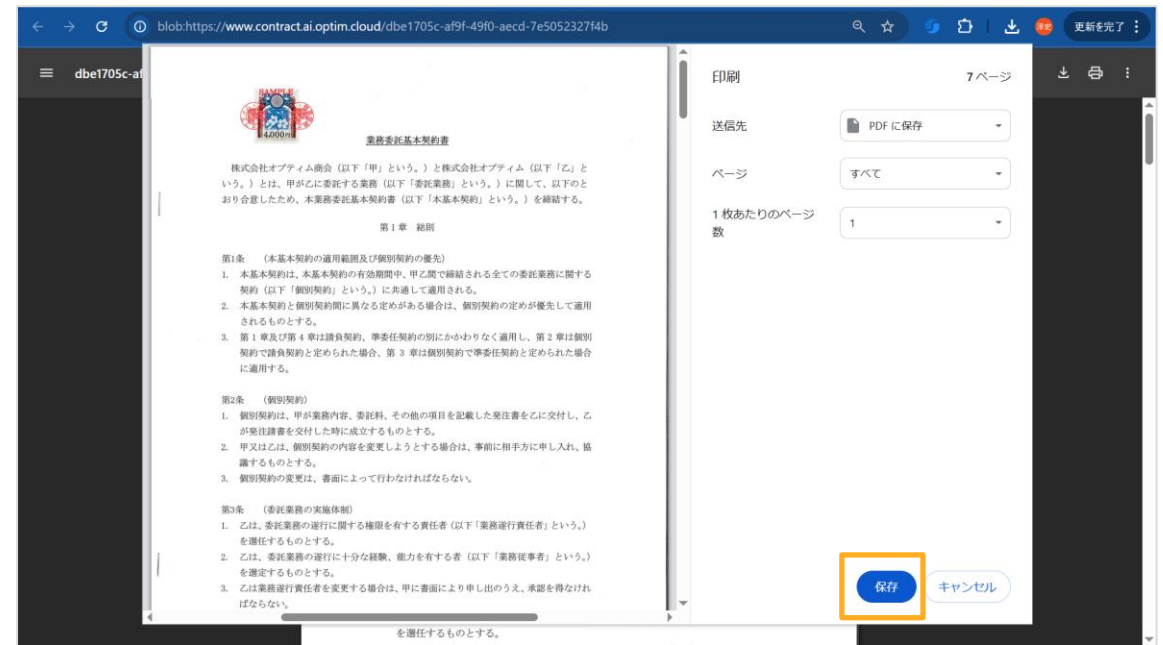 blob:https://www.contract.ai.optim.cloud/dbe1705c-af9f-49f0-aecd-7e5052327f4b
更新を完了
dbe1705c-af
SAMPLE
4,000円
業務委託基本契約書
株式会社オプティム商会（以下「甲」という。）と株式会社オプティム（以下「乙」と
いう。）とは、甲が乙に委託する業務（以下「委託業務」という。）に関して、以下のと
おり合意したため、本業務委託基本契約書（以下「本基本契約」という。）を締結する。
第1章 総則
第1条 （本基本契約の適用範囲及び個別契約の優先）
1. 本基本契約は、本基本契約の有効期間中、甲乙間で締結される全ての委託業務に関する
契約（以下「個別契約」という。）に共通して適用される。
2. 本基本契約と個別契約間に異なる定めがある場合は、個別契約の定めが優先して適用
されるものとする。
3. 第 1 章及び第 4 章は請負契約、準委任契約の別にかかわりなく適用し、第 2 章は個別
契約で請負契約と定められた場合、第 3 章は個別契約で準委任契約と定められた場合
に適用する。
第2条 （個別契約）
1. 個別契約は、甲が業務内容、委託料、その他の項目を記載した発注書を乙に交付し、乙
が発注請書を交付した時に成立するものとする。
2. 甲又は乙は、個別契約の内容を変更しようとする場合は、事前に相手方に申し入れ、協
議するものとする。
3. 個別契約の変更は、書面によって行わなければならない。
第3条 （委託業務の実施体制）
1. 乙は、委託業務の遂行に関する権限を有する責任者（以下「業務遂行責任者」という。）
を選任するものとする。
2. 乙は、委託業務の遂行に十分な経験、能力を有する者（以下「業務従事者」という。）
を選定するものとする。
3. 乙は業務遂行責任者を変更する場合は、甲に書面により申し出のうえ、承認を得なけれ
ばならない。
を選任するものとする。
印刷
7 ページ
送信先
PDF に保存
ページ
すべて
1 枚あたりのページ
数
1
保存
キャンセル